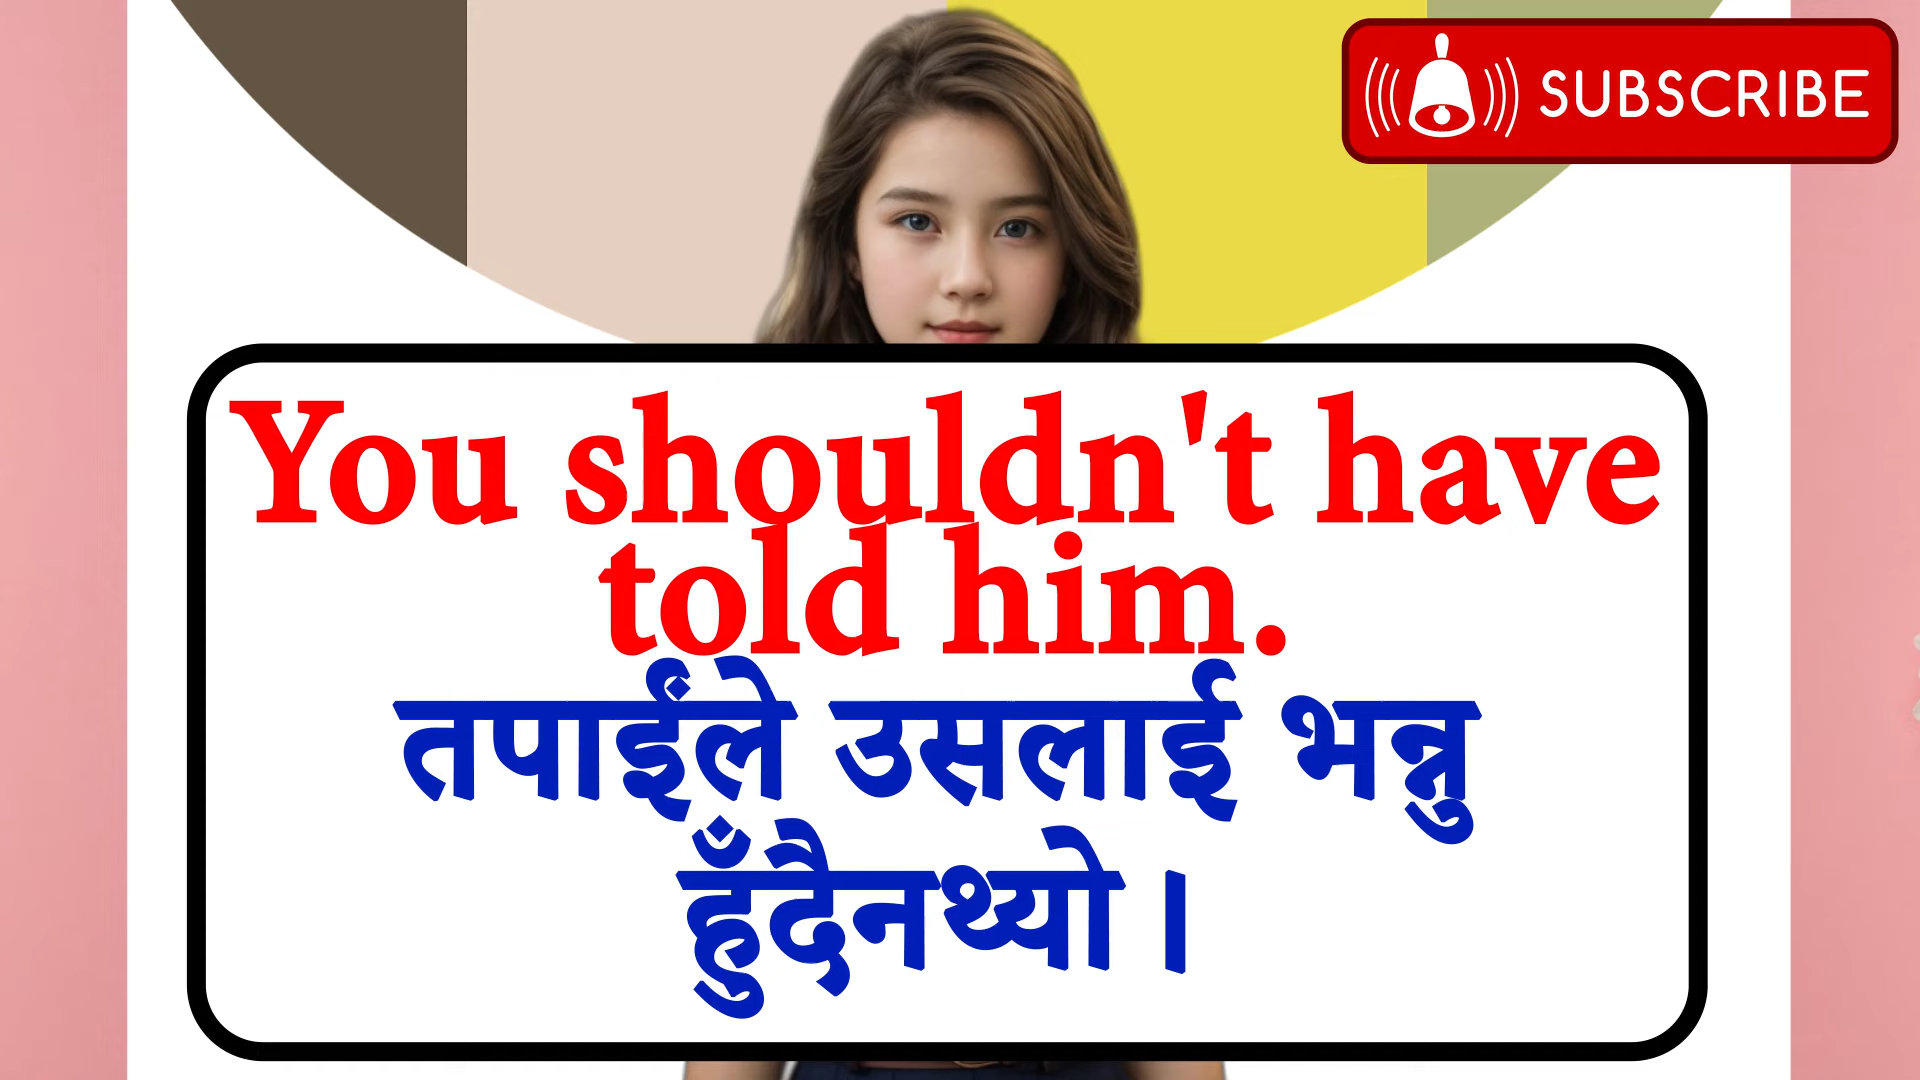 SUBSCRIBE
You shouldn't have
told him.
तपाईंले उसलाई भन्नु
हुँदैनथ्यो ।